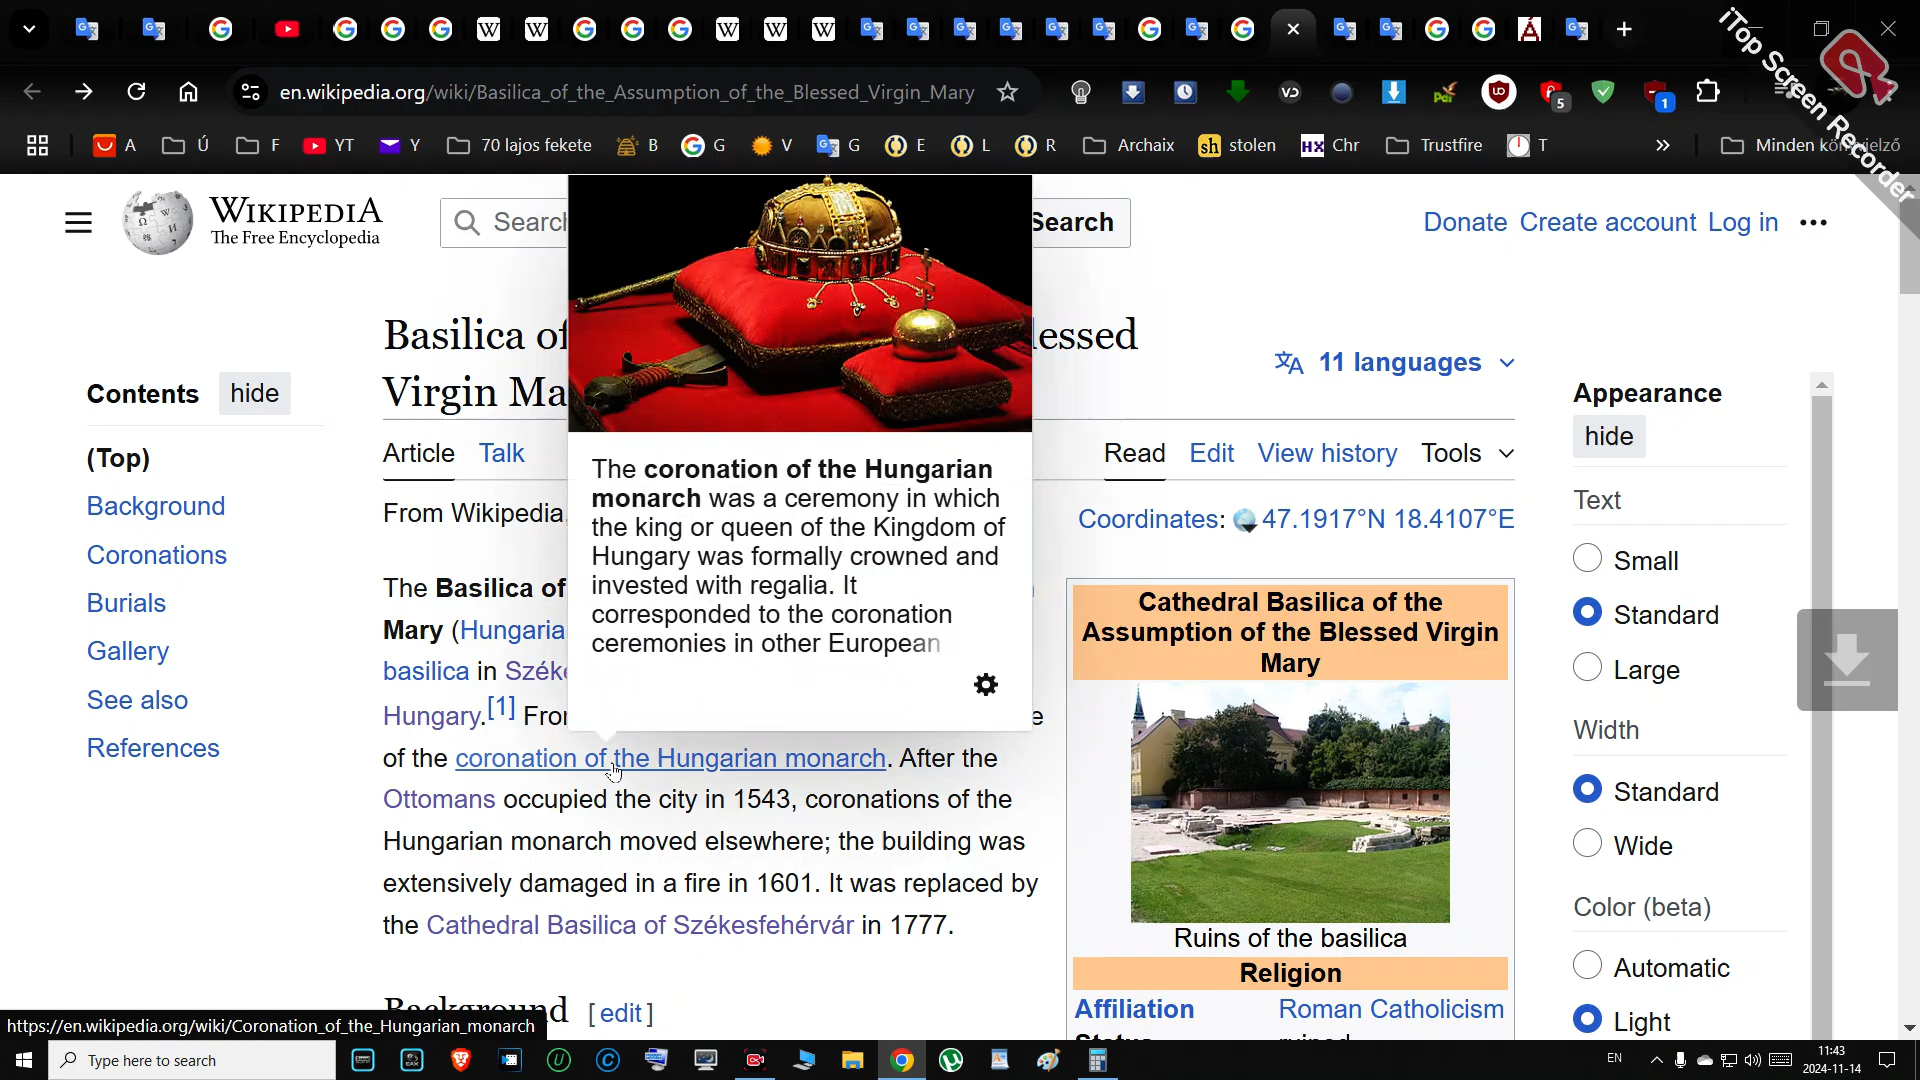 en.wikipedia.org/wiki/Basilica_of_the_Assumption_of_the_Blessed_Virgin_Mary
5
1
iTop Screen Recorder
A
Ú
F
YT
Y
70 lajos fekete
B
G
V
G
E
L
R
Archaix
stolen
Chr
Trustfire
T
Minden
WIKIPEDIA
The Free Encyclopedia
Search
Search
Donate Create account Log in
Contents hide
(Top)
Background
Coronations
Burials
Gallery
See also
References
Basilica of
lessed
Virgin Ma
11 languages
Article Talk
Read Edit View history Tools
From Wikipedia,
Coordinates: 47.1917°N 18.4107°E
The coronation of the Hungarian
monarch was a ceremony in which
the king or queen of the Kingdom of
Hungary was formally crowned and
invested with regalia. It
corresponded to the coronation
ceremonies in other European
The Basilica of
Mary (Hungaria
basilica in Széke
Hungary.[1] Fro
of the coronation of the Hungarian monarch. After the
Ottomans occupied the city in 1543, coronations of the
Hungarian monarch moved elsewhere; the building was
extensively damaged in a fire in 1601. It was replaced by
the Cathedral Basilica of Székesfehérvár in 1777.
Background [edit]
Cathedral Basilica of the
Assumption of the Blessed Virgin
Mary
Ruins of the basilica
Religion
Affiliation Roman Catholicism
Appearance
hide
Text
Small
Standard
Large
Width
Standard
Wide
Color (beta)
Automatic
Light
https://en.wikipedia.org/wiki/Coronation_of_the_Hungarian_monarch
Type here to search
EN
11:43
2024-11-14